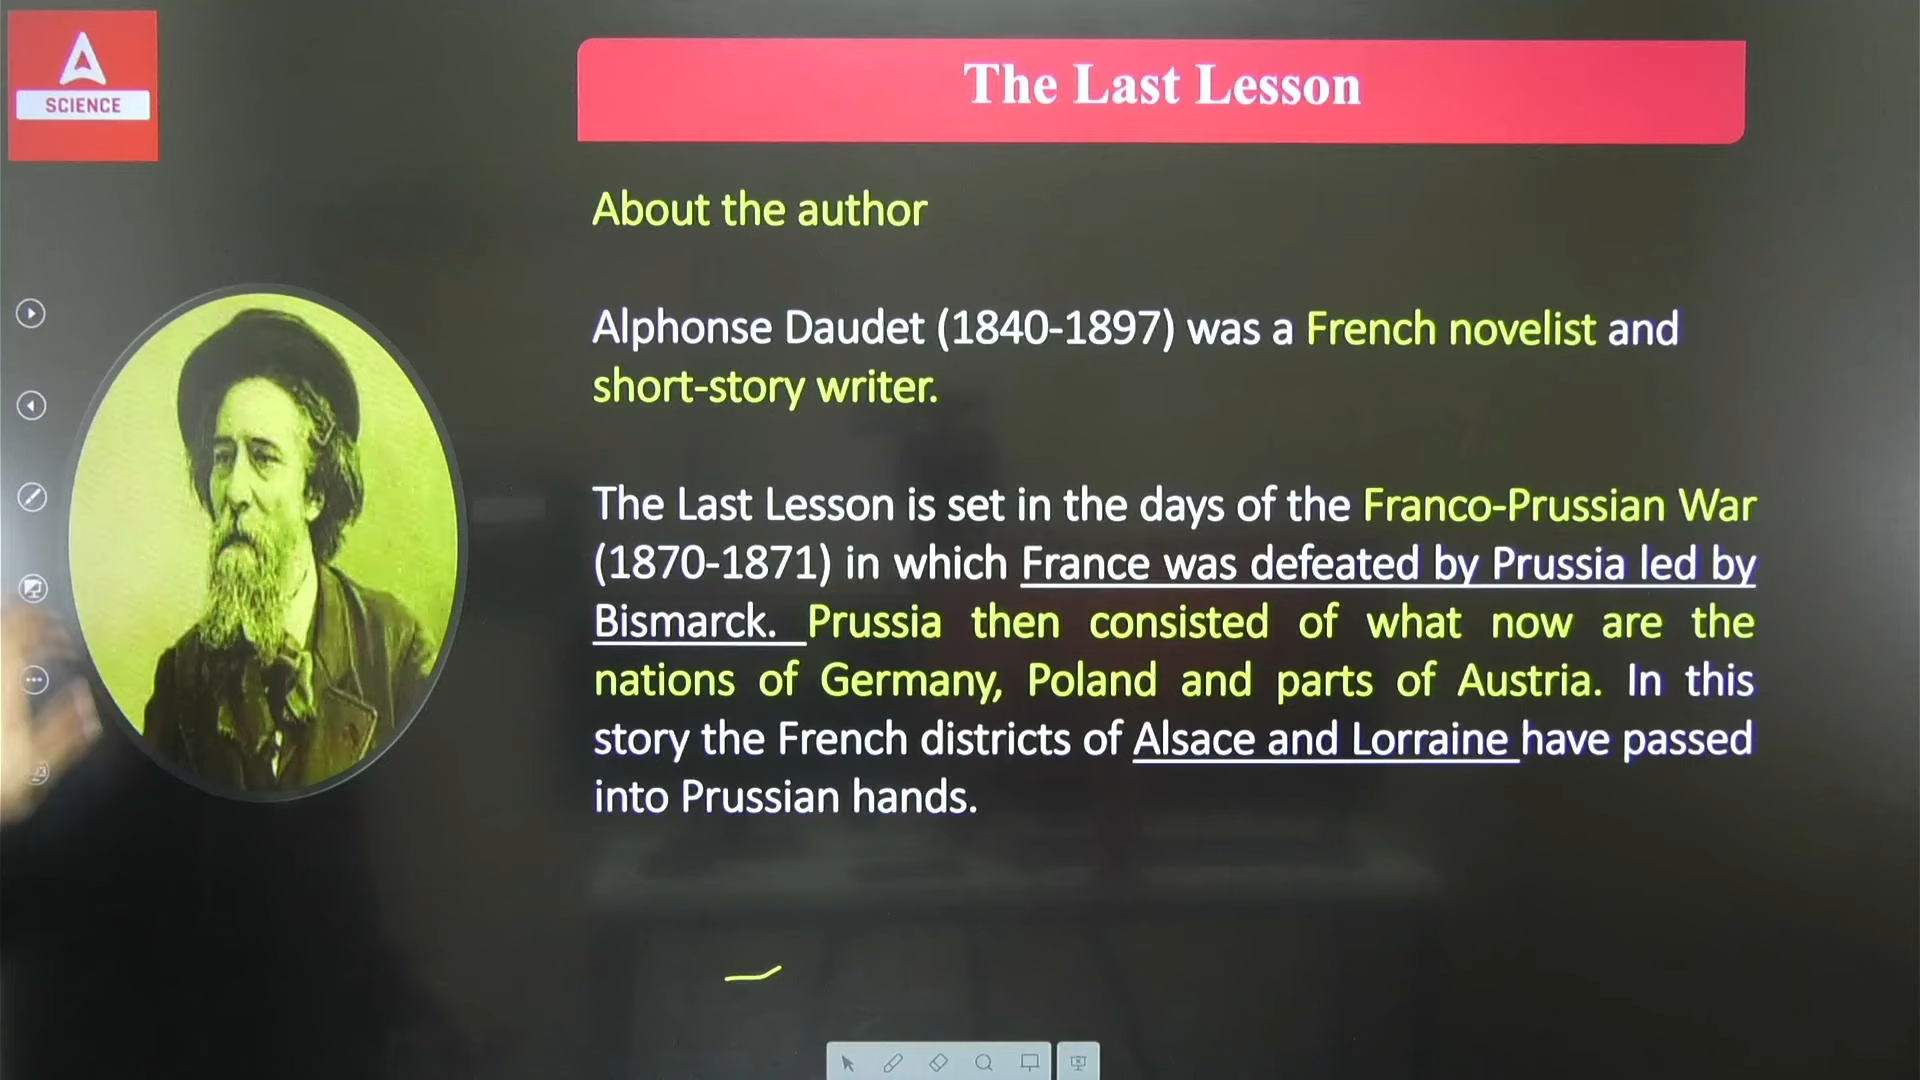 SCIENCE
The Last Lesson
About the author
Alphonse Daudet (1840-1897) was a French novelist and
short-story writer.
The Last Lesson is set in the days of the Franco-Prussian War
(1870-1871) in which France was defeated by Prussia led by
Bismarck. Prussia then consisted of what now are the
nations of Germany, Poland and parts of Austria. In this
story the French districts of Alsace and Lorraine have passed
into Prussian hands.